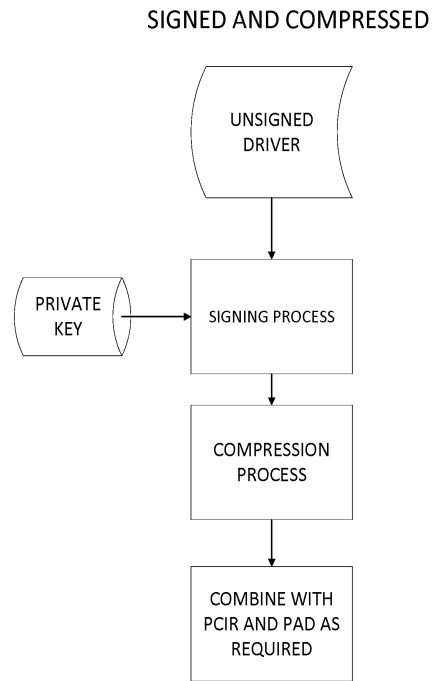 SIGNED AND COMPRESSED
UNSIGNED
DRIVER
PRIVATE
KEY
SIGNING PROCESS
COMPRESSION
PROCESS
COMBINE WITH
PCIR AND PAD AS
REQUIRED